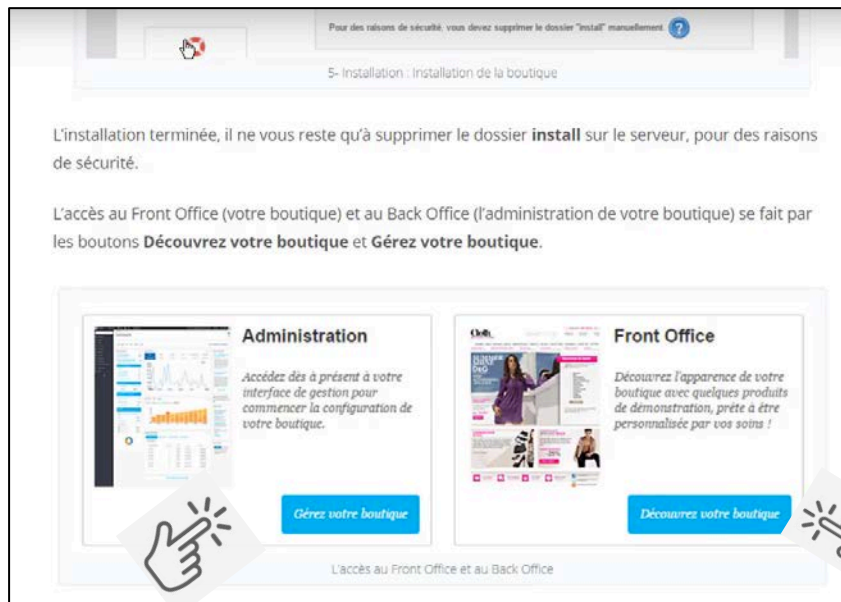 Pour des raisons de sécurité, vous devez supprimer le dossier "install" manuellement. ?
5- Installation : Installation de la boutique
L'installation terminée, il ne vous reste qu'à supprimer le dossier install sur le serveur, pour des raisons
de sécurité.
L'accès au Front Office (votre boutique) et au Back Office (l'administration de votre boutique) se fait par
les boutons Découvrez votre boutique et Gérez votre boutique.
Administration
Accédez dès à présent à votre
interface de gestion pour
commencer la configuration de
votre boutique.
Gérez votre boutique
Front Office
Découvrez l'apparence de votre
boutique avec quelques produits
de démonstration, prête à être
personnalisée par vos soins !
Découvrez votre boutique
L'accès au Front Office et au Back Office